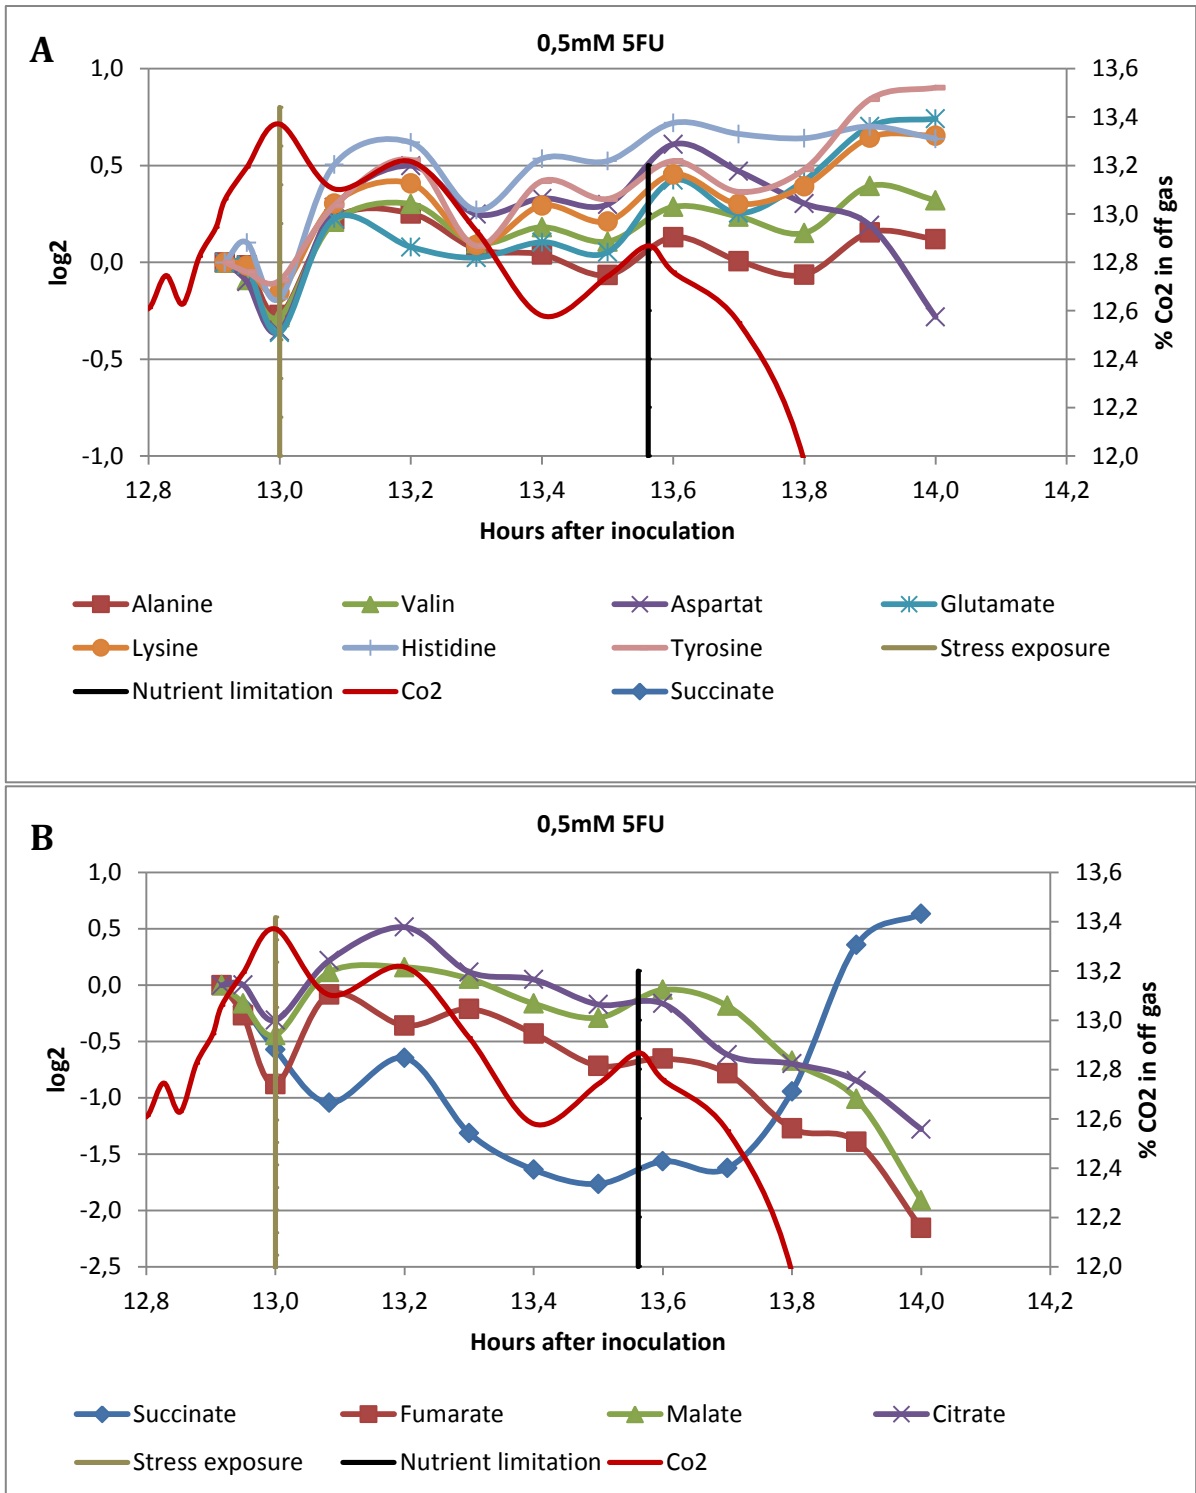 A
0,5mM 5FU
1,0
0,5
0,0
-0,5
-1,0
log2
13,6
13,4
13,2
13,0
12,8
12,6
12,4
12,2
12,0
% Co2 in off gas
12,8 13,0 13,2 13,4 13,6 13,8 14,0 14,2
Hours after inoculation
Alanine Valin Aspartat Glutamate
Lysine Histidine Tyrosine Stress exposure
Nutrient limitation Co2 Succinate
B
0,5mM 5FU
1,0
0,5
0,0
-0,5
-1,0
-1,5
-2,0
-2,5
log2
13,6
13,4
13,2
13,0
12,8
12,6
12,4
12,2
12,0
% CO2 in off gas
12,8 13,0 13,2 13,4 13,6 13,8 14,0 14,2
Hours after inoculation
Succinate Fumarate Malate Citrate
Stress exposure Nutrient limitation Co2